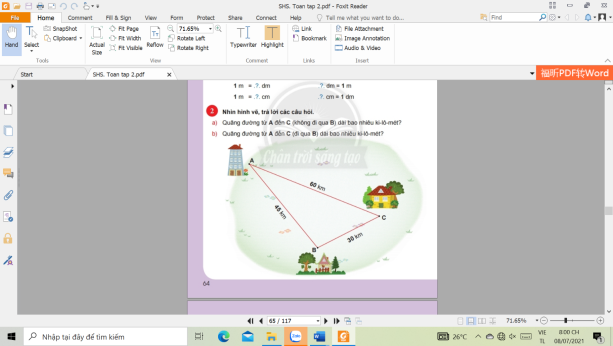 SHS. Toan tap 2.pdf - Foxit Reader
File Home Comment Fill & Sign View Form Protect Share Connect Help Tell me what you want to do... Find
Hand
Select
SnapShot
Clipboard
Actual Size
Fit Page
Fit Width
Fit Visible
Reflow
71.65%
Rotate Left
Rotate Right
Typewriter
Highlight
Link
Bookmark
File Attachment
Image Annotation
Audio & Video
Tools View Comment Links Insert
Start SHS. Toan tap 2.pdf 福昕PDF转Word
1 m = .?. dm .?. dm = 1 m
1 m = .?. cm .?. cm = 1 dm
2 Nhìn hình vẽ, trả lời các câu hỏi.
a) Quãng đường từ A đến C (không đi qua B) dài bao nhiêu ki-lô-mét?
b) Quãng đường từ A đến C (đi qua B) dài bao nhiêu ki-lô-mét?
Chân trời sáng tạo
A
60 km
48 km
C
B
30 km
64
65 / 117
71.65%
Nhập tại đây để tìm kiếm
26°C
VIE
TL
8:00 CH
08/07/2021